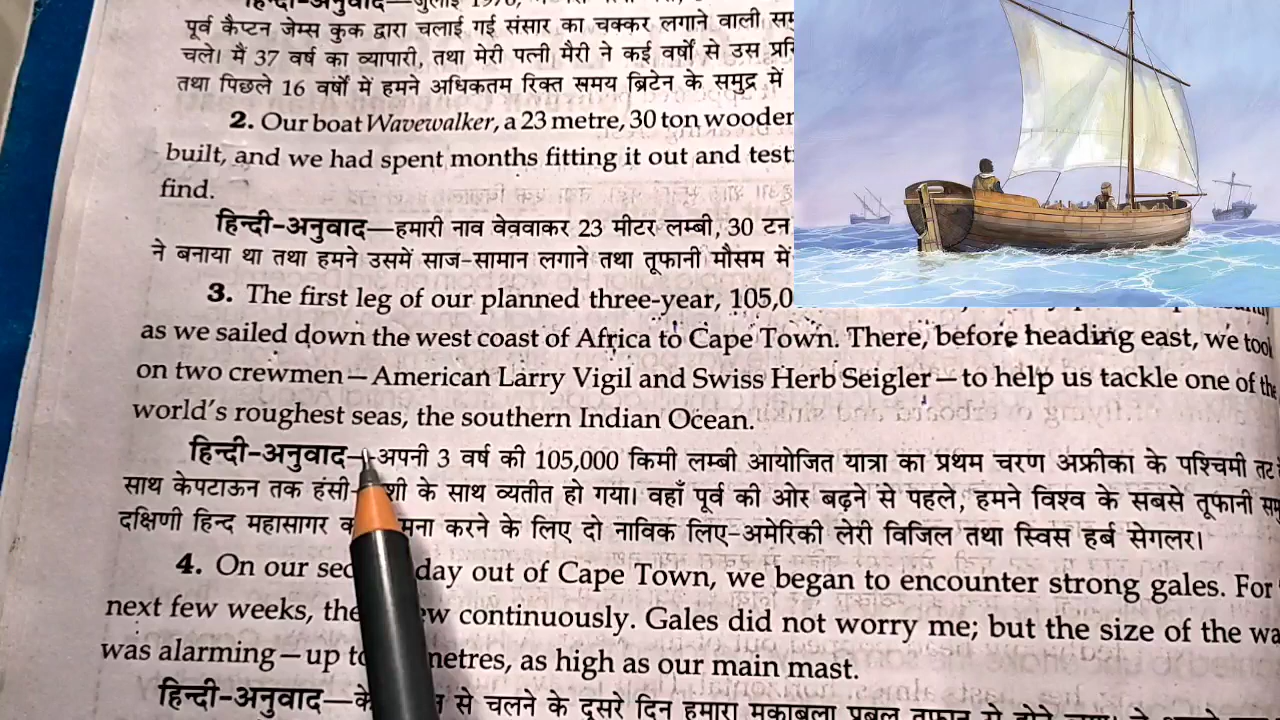 हिन्दी-अनुवाद—जुलाई 1976,
पूर्व कैप्टन जेम्स कुक द्वारा चलाई गई संसार का चक्कर लगाने वाली
चले। मैं 37 वर्ष का व्यापारी, तथा मेरी पत्नी मैरी ने कई वर्षों से उस
तथा पिछले 16 वर्षों में हमने अधिकतम रिक्त समय ब्रिटेन के समुद्र में
2. Our boat Wavewalker, a 23 metre, 30 ton wooden
built, and we had spent months fitting it out and
find.
हिन्दी-अनुवाद—हमारी नाव वेववाकर 23 मीटर लम्बी, 30 टन
ने बनाया था तथा हमने उसमें साज-सामान लगाने तथा तूफानी मौसम में
3. The first leg of our planned three-year, 105,0
as we sailed down the west coast of Africa to Cape Town. There, before heading east, we took
on two crewmen—American Larry Vigil and Swiss Herb Seigler—to help us tackle one of the
world's roughest seas, the southern Indian Ocean.
हिन्दी-अनुवाद—अपनी 3 वर्ष की 105,000 किमी लम्बी आयोजित यात्रा का प्रथम चरण अफ्रीका के पश्चिमी तट
साथ केपटाऊन तक हंसी- शी के साथ व्यतीत हो गया। वहाँ पूर्व की ओर बढ़ने से पहले, हमने विश्व के सबसे तूफानी
दक्षिणी हिन्द महासागर मना करने के लिए दो नाविक लिए-अमेरिकी लेरी विजिल तथा स्विस हर्ब सेगलर।
4. On our day out of Cape Town, we began to encounter strong gales. For
next few weeks, continuously. Gales did not worry me; but the size of the
was alarming—up metres, as high as our main mast.
हिन्दी-अनुवाद— से चलने के दूसरे दिन हमारा मुकाबला प्रबल तूफान से